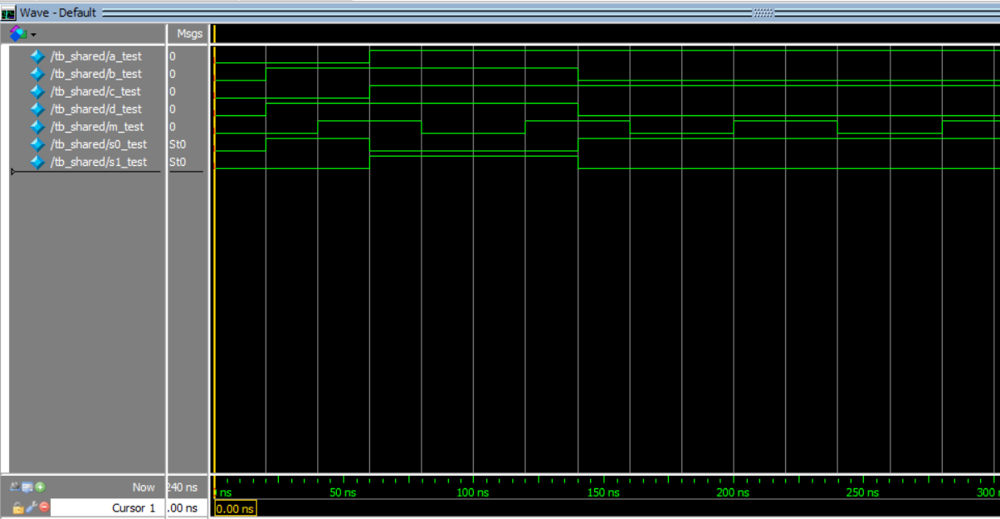 Wave - Default
Msgs
/tb_shared/a_test 0
/tb_shared/b_test 0
/tb_shared/c_test 0
/tb_shared/d_test 0
/tb_shared/m_test 0
/tb_shared/s0_test St0
/tb_shared/s1_test St0
Now 240 ns ns 50 ns 100 ns 150 ns 200 ns 250 ns 300
Cursor 1 .00 ns 0.00 ns